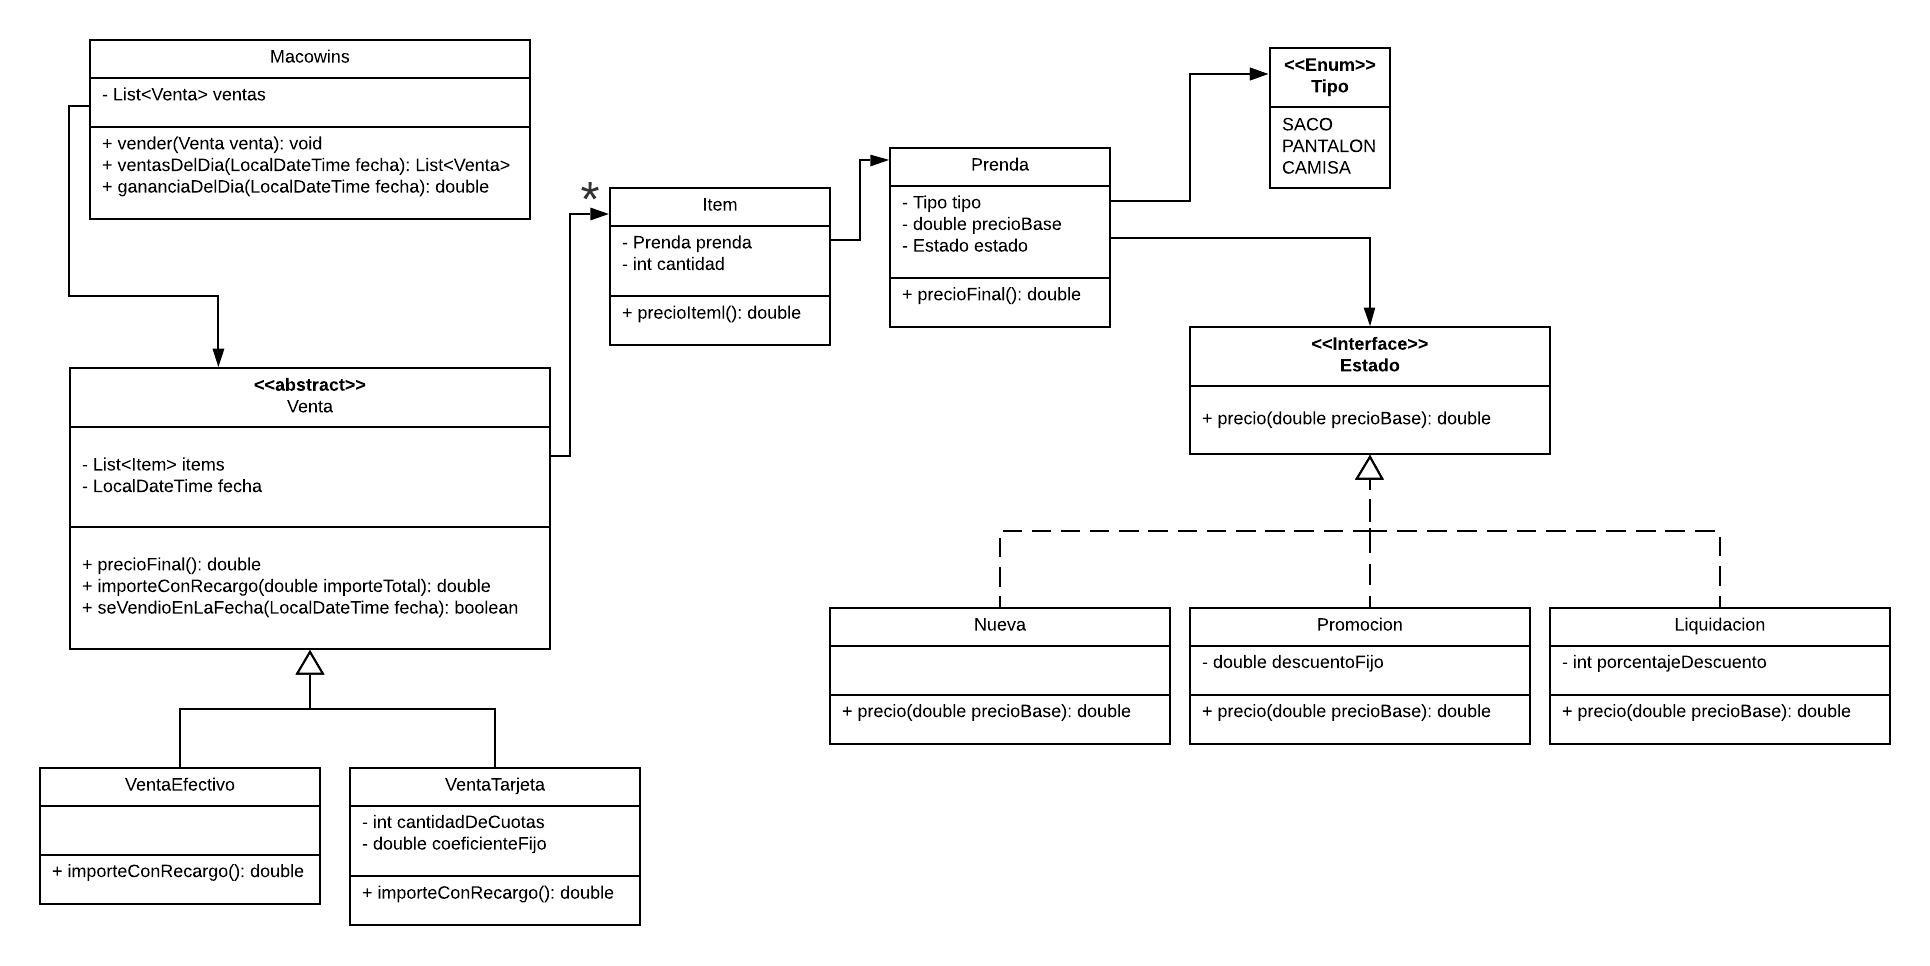 Macowins
- List<Venta> ventas
+ vender(Venta venta): void
+ ventasDelDia(LocalDateTime fecha): List<Venta>
+ gananciaDelDia(LocalDateTime fecha): double
<<abstract>>
Venta
- List<Item> items
- LocalDateTime fecha
+ precioFinal(): double
+ importeConRecargo(double importeTotal): double
+ seVendioEnLaFecha(LocalDateTime fecha): boolean
VentaEfectivo
+ importeConRecargo(): double
VentaTarjeta
- int cantidadDeCuotas
- double coeficienteFijo
+ importeConRecargo(): double
*
Item
- Prenda prenda
- int cantidad
+ precioIteml(): double
Prenda
- Tipo tipo
- double precioBase
- Estado estado
+ precioFinal(): double
<<Enum>>
Tipo
SACO
PANTALON
CAMISA
<<Interface>>
Estado
+ precio(double precioBase): double
Nueva
+ precio(double precioBase): double
Promocion
- double descuentoFijo
+ precio(double precioBase): double
Liquidacion
- int porcentajeDescuento
+ precio(double precioBase): double